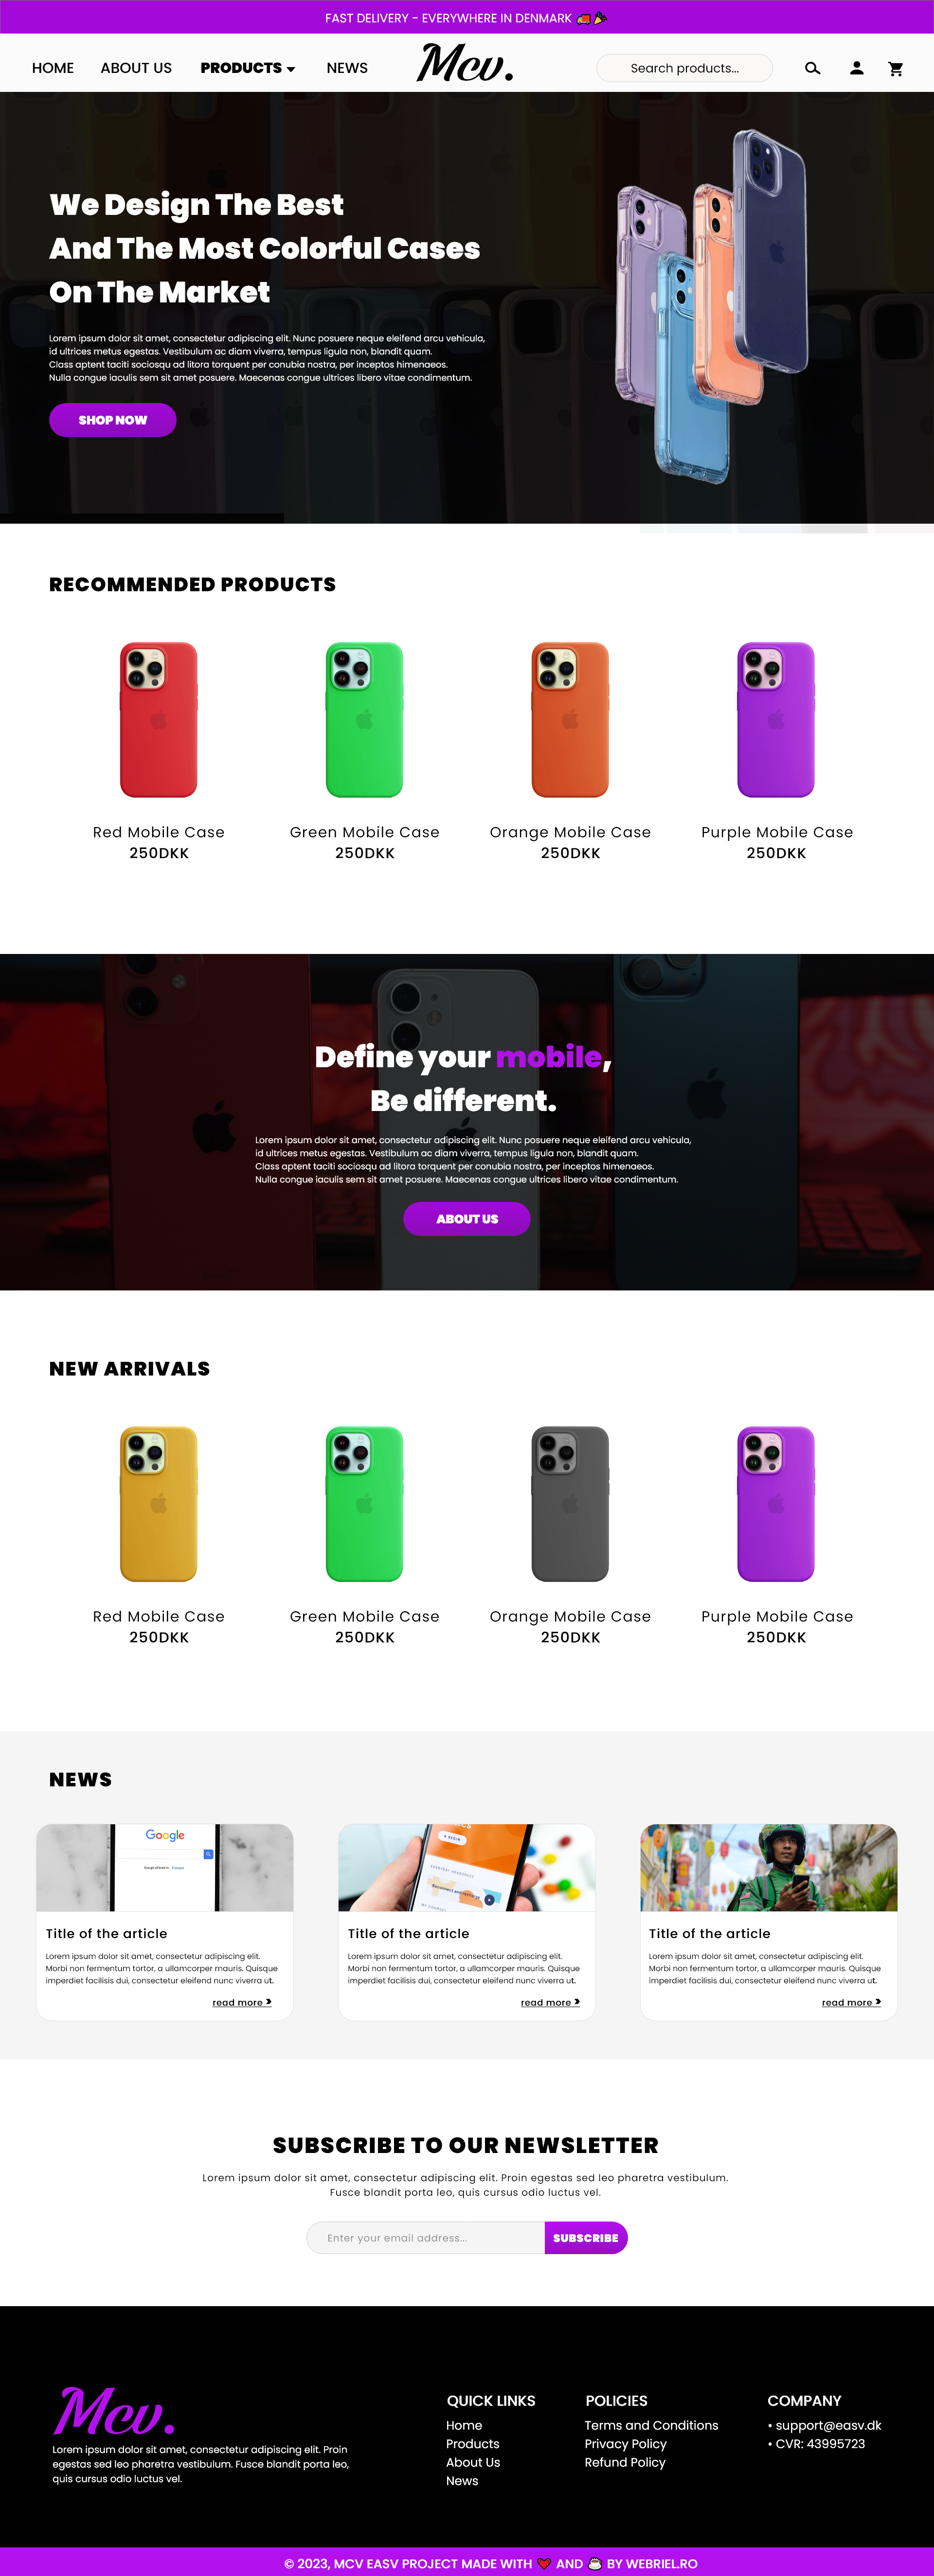 FAST DELIVERY - EVERYWHERE IN DENMARK 🚚🎉
HOME ABOUT US PRODUCTS NEWS Mcv. Search products...
We Design The Best
And The Most Colorful Cases
On The Market
Lorem ipsum dolor sit amet, consectetur adipiscing elit. Nunc posuere neque eleifend arcu vehicula,
id ultrices metus egestas. Vestibulum ac diam viverra, tempus ligula non, blandit quam.
Class aptent taciti sociosqu ad litora torquent per conubia nostra, per inceptos himenaeos.
Nulla congue iaculis sem sit amet posuere. Maecenas congue ultrices libero vitae condimentum.
SHOP NOW
RECOMMENDED PRODUCTS
Red Mobile Case
250DKK
Green Mobile Case
250DKK
Orange Mobile Case
250DKK
Purple Mobile Case
250DKK
Define your mobile,
Be different.
Lorem ipsum dolor sit amet, consectetur adipiscing elit. Nunc posuere neque eleifend arcu vehicula,
id ultrices metus egestas. Vestibulum ac diam viverra, tempus ligula non, blandit quam.
Class aptent taciti sociosqu ad litora torquent per conubia nostra, per inceptos himenaeos.
Nulla congue iaculis sem sit amet posuere. Maecenas congue ultrices libero vitae condimentum.
ABOUT US
NEW ARRIVALS
Red Mobile Case
250DKK
Green Mobile Case
250DKK
Orange Mobile Case
250DKK
Purple Mobile Case
250DKK
NEWS
Google
Title of the article
Lorem ipsum dolor sit amet, consectetur adipiscing elit.
Morbi non fermentum tortor, a ullamcorper mauris. Quisque
imperdiet facilisis dui, consectetur eleifend nunc viverra ut.
read more
BEGIN
Title of the article
Lorem ipsum dolor sit amet, consectetur adipiscing elit.
Morbi non fermentum tortor, a ullamcorper mauris. Quisque
imperdiet facilisis dui, consectetur eleifend nunc viverra ut.
read more
Title of the article
Lorem ipsum dolor sit amet, consectetur adipiscing elit.
Morbi non fermentum tortor, a ullamcorper mauris. Quisque
imperdiet facilisis dui, consectetur eleifend nunc viverra ut.
read more
SUBSCRIBE TO OUR NEWSLETTER
Lorem ipsum dolor sit amet, consectetur adipiscing elit. Proin egestas sed leo pharetra vestibulum.
Fusce blandit porta leo, quis cursus odio luctus vel.
Enter your email address...
SUBSCRIBE
Mcv.
Lorem ipsum dolor sit amet, consectetur adipiscing elit. Proin
egestas sed leo pharetra vestibulum. Fusce blandit porta leo,
quis cursus odio luctus vel.
QUICK LINKS
Home
Products
About Us
News
POLICIES
Terms and Conditions
Privacy Policy
Refund Policy
COMPANY
• support@easv.dk
• CVR: 43995723
© 2023, MCV EASV PROJECT MADE WITH ❤ AND ☕ BY WEBRIEL.RO